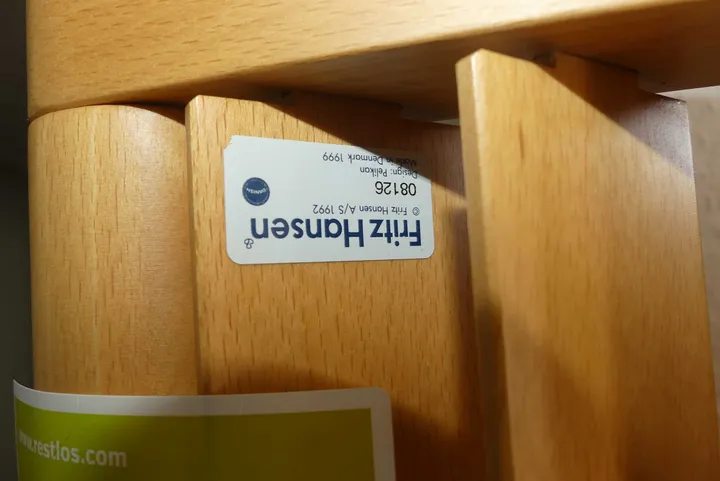 Fritz Hansen®
© Fritz Hansen A/S 1992
08126
Design: Pelikan
Made in Denmark 1999
www.restlos.com